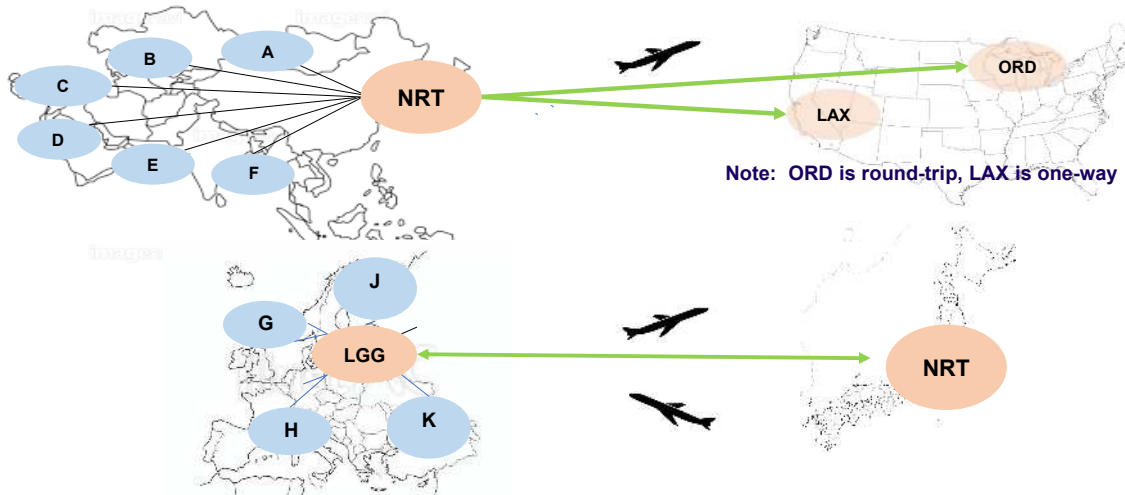 A
B
C
D
E
F
NRT
ORD
LAX
Note: ORD is round-trip, LAX is one-way
J
G
LGG
H
K
NRT